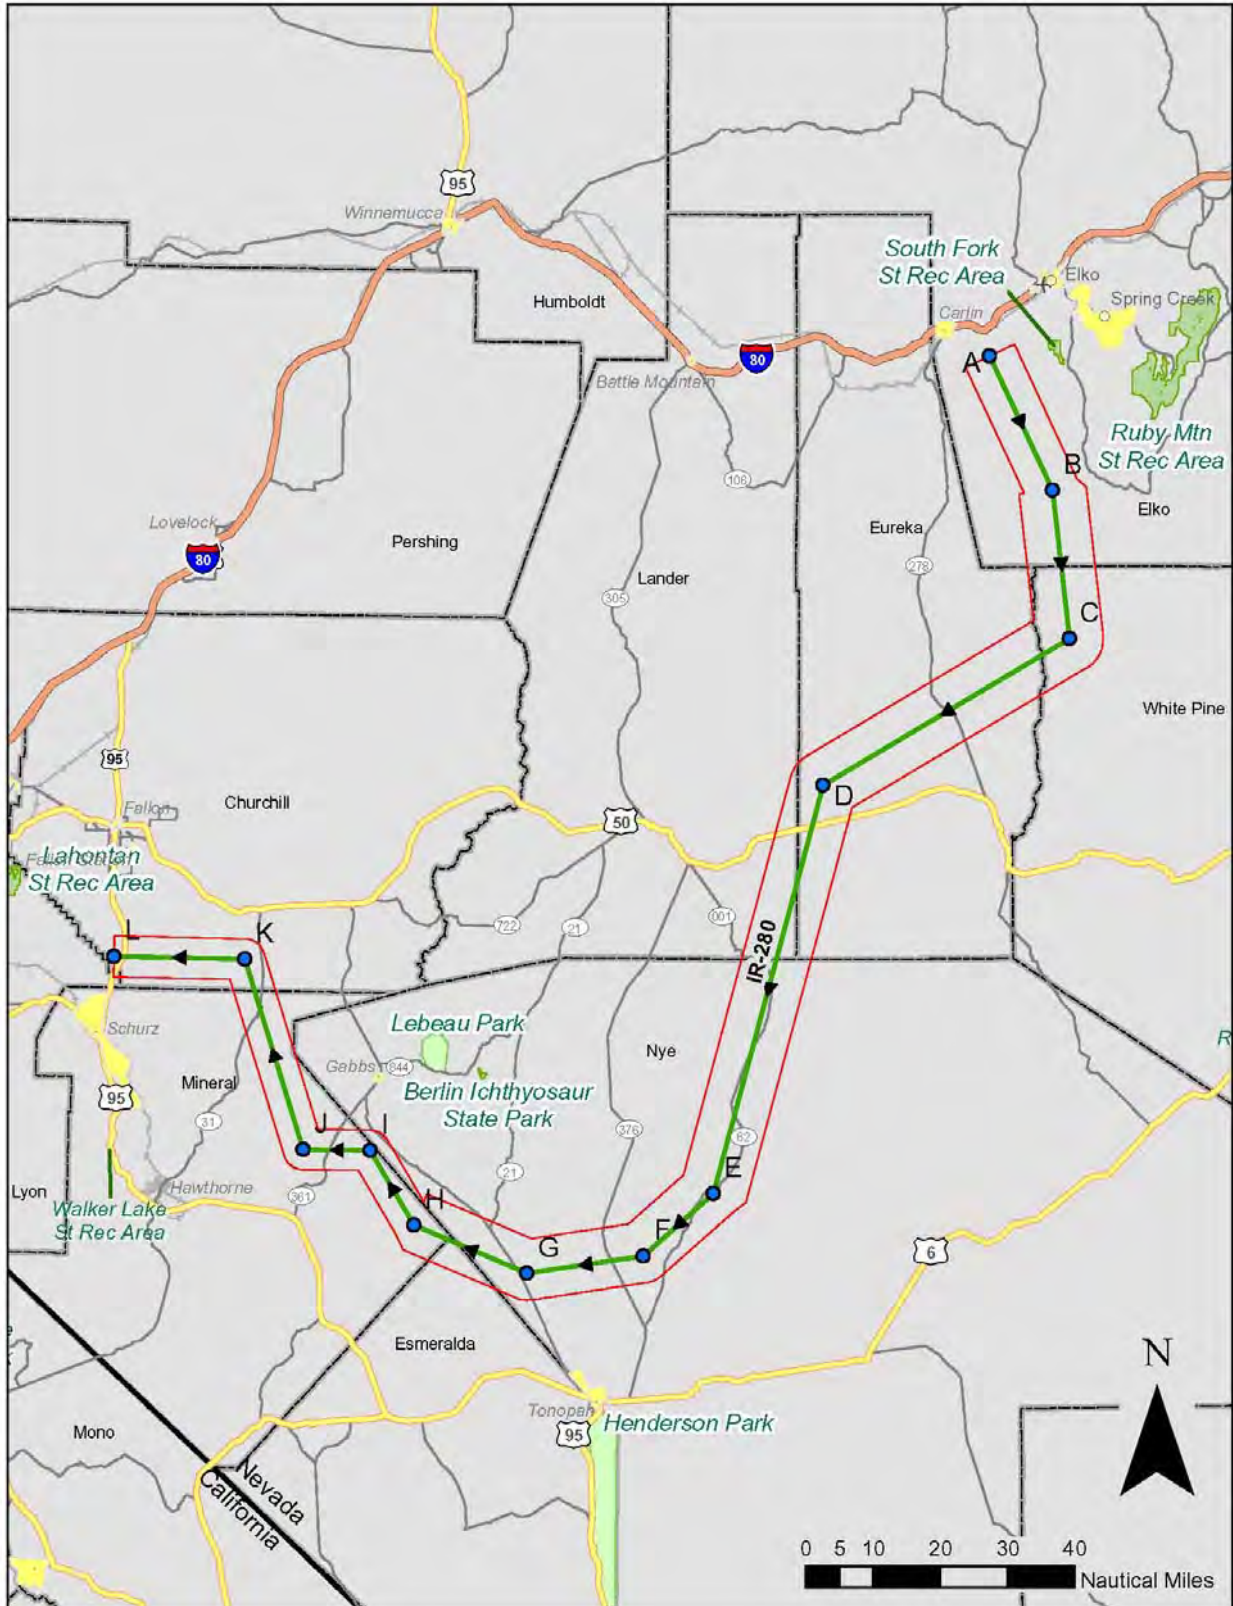 95
Winnemucca
South Fork
St Rec Area
Elko
Spring Creek
Humboldt
Carlin
80
Battle Mountain
A
Ruby Mtn
St Rec Area
B
106
Elko
Lovelock
80
Pershing
Eureka
278
Lander
305
C
White Pine
95
D
Churchill
Fallon
50
Fallon Station
Lahontan
St Rec Area
722
21
001
L
K
IR-280
Schurz
Lebeau Park
Nye
R
Gabbs
844
Mineral
Berlin Ichthyosaur
State Park
95
31
J
I
376
82
21
E
Lyon
Hawthorne
361
H
Walker Lake
St Rec Area
F
G
6
Esmeralda
N
Tonopah
Henderson Park
95
Mono
Nevada
California
0 5 10 20 30 40
Nautical Miles